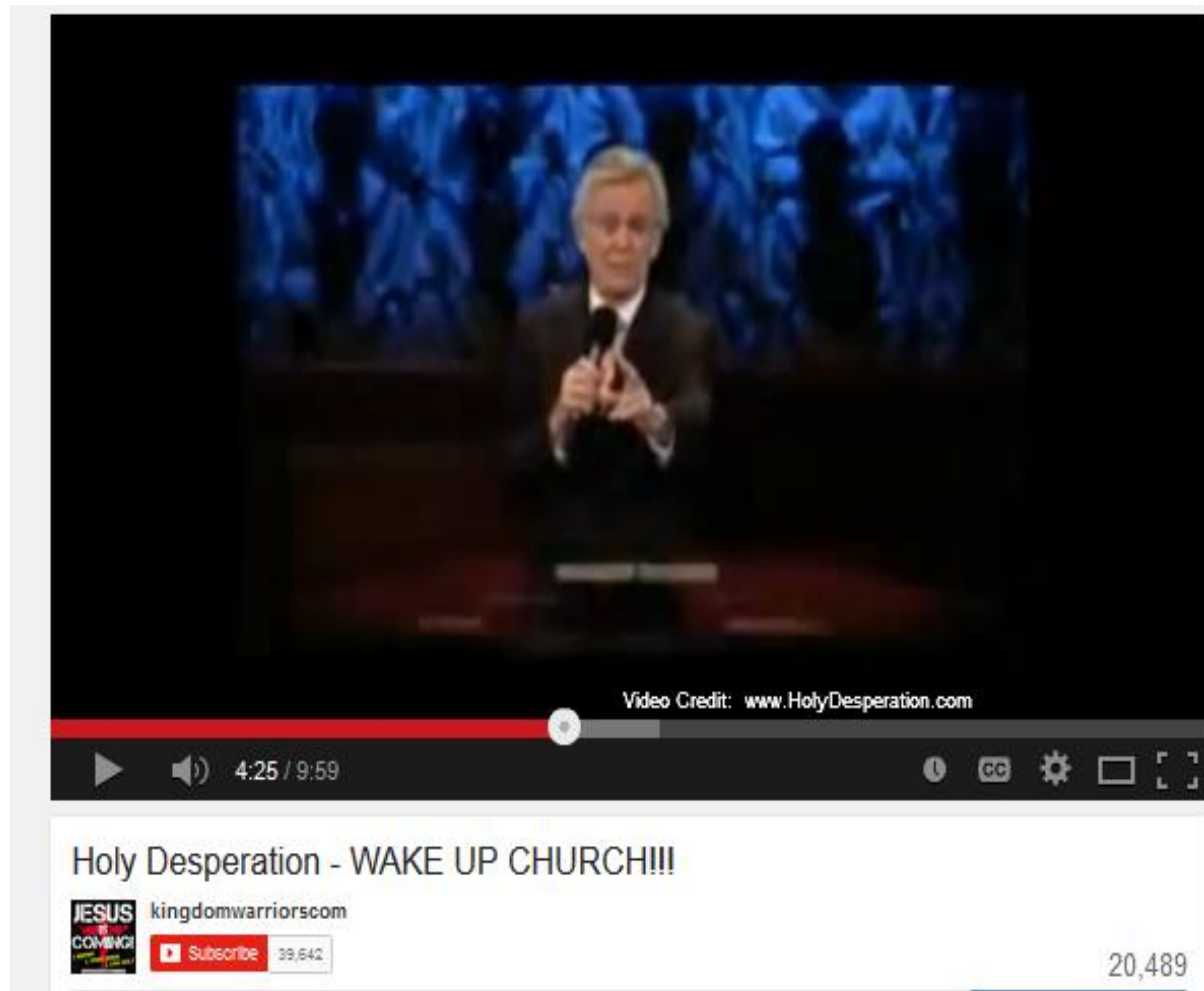 Video Credit: www.HolyDesperation.com
4:25 / 9:59
CC
Holy Desperation - WAKE UP CHURCH!!!
JESUS
IS
COMING!
kingdomwarriorscom
Subscribe 39,642
20,489